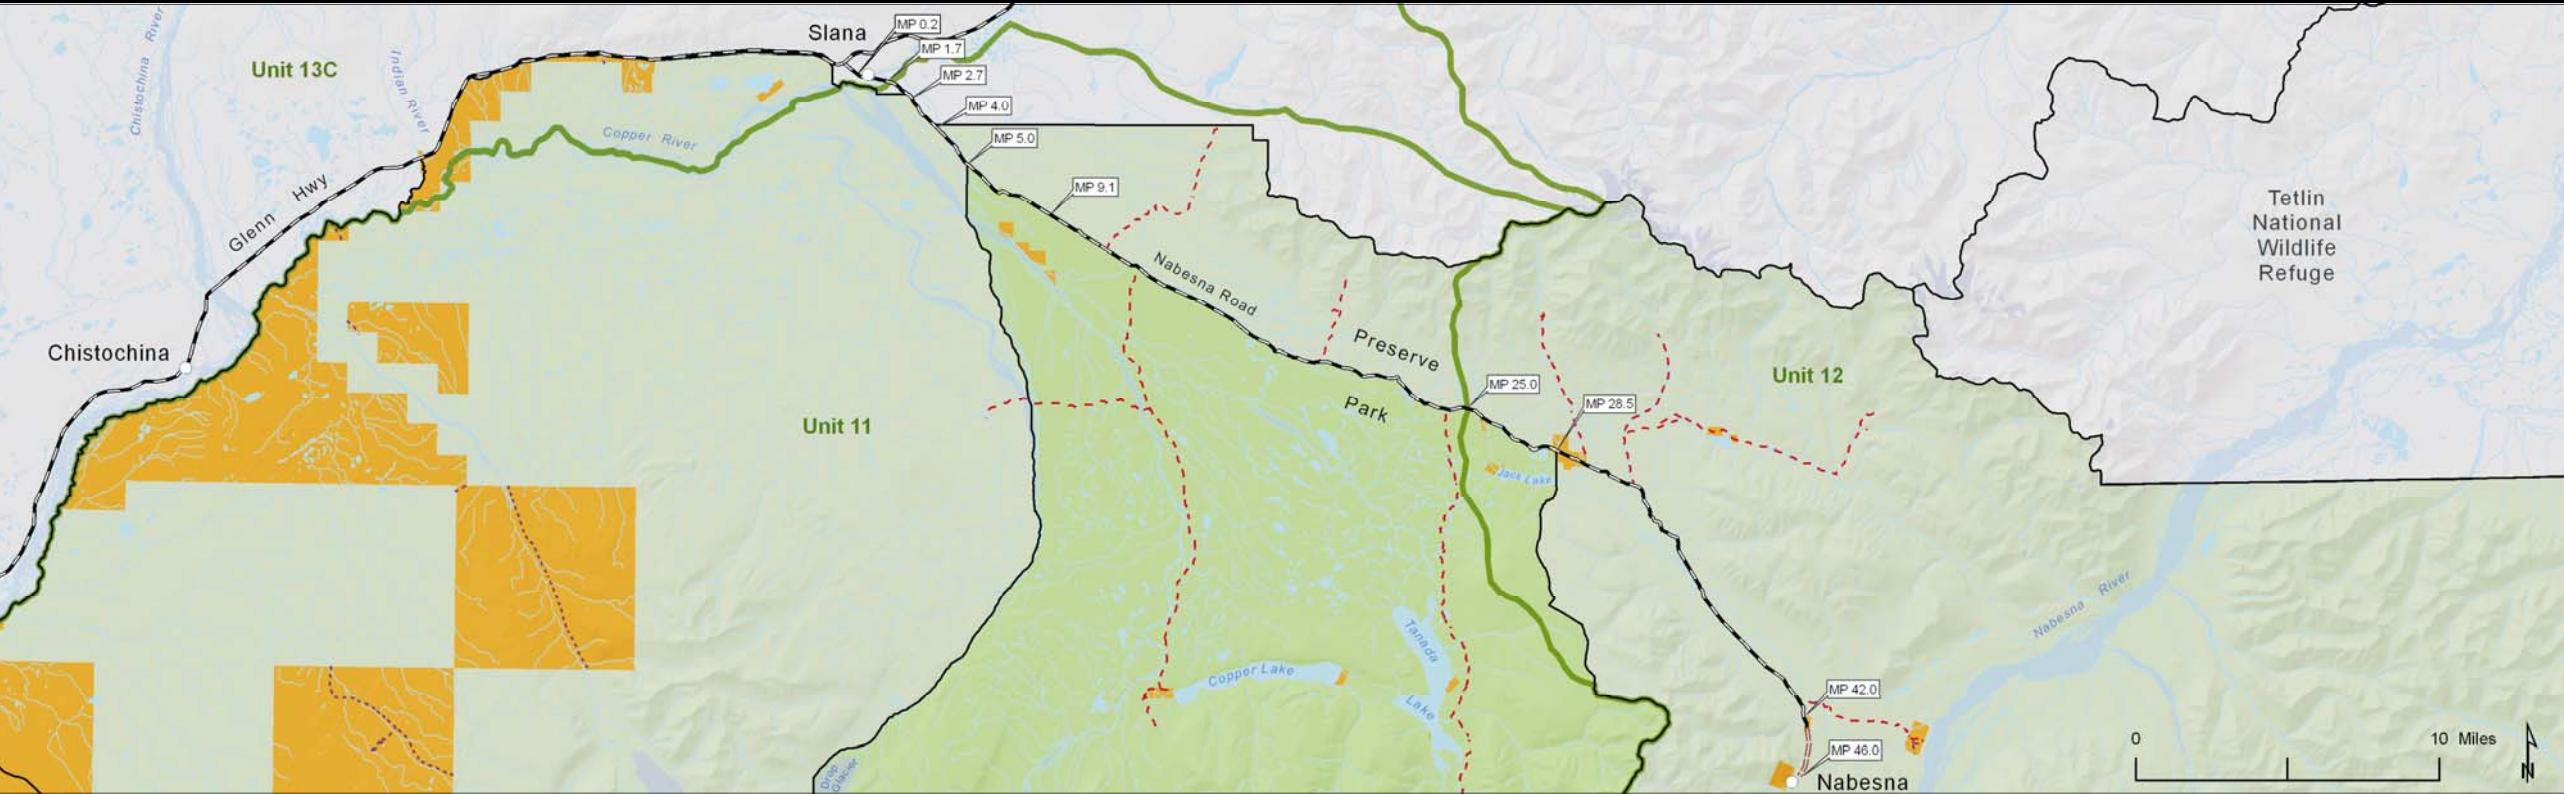 Chistochina River
Indian River
Unit 13C
Slana
MP 0.2
MP 1.7
MP 2.7
MP 4.0
MP 5.0
MP 9.1
Copper River
Glenn Hwy
Chistochina
Nabesna Road
Preserve
Park
Unit 11
MP 25.0
MP 28.5
Jack Lake
Unit 12
Tetlin
National
Wildlife
Refuge
Nabesna River
Copper Lake
Tanada
Lake
Drop
Glacier
MP 42.0
MP 46.0
Nabesna
0
10 Miles
N